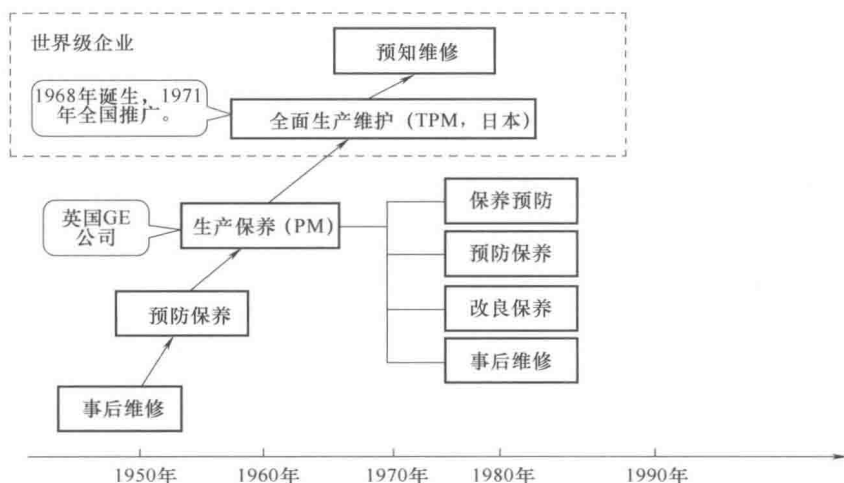 世界级企业
预知维修
1968年诞生，1971
年全国推广。
全面生产维护（TPM，日本）
英国GE
公司
生产保养（PM）
保养预防
预防保养
改良保养
事后维修
预防保养
事后维修
1950年
1960年
1970年
1980年
1990年